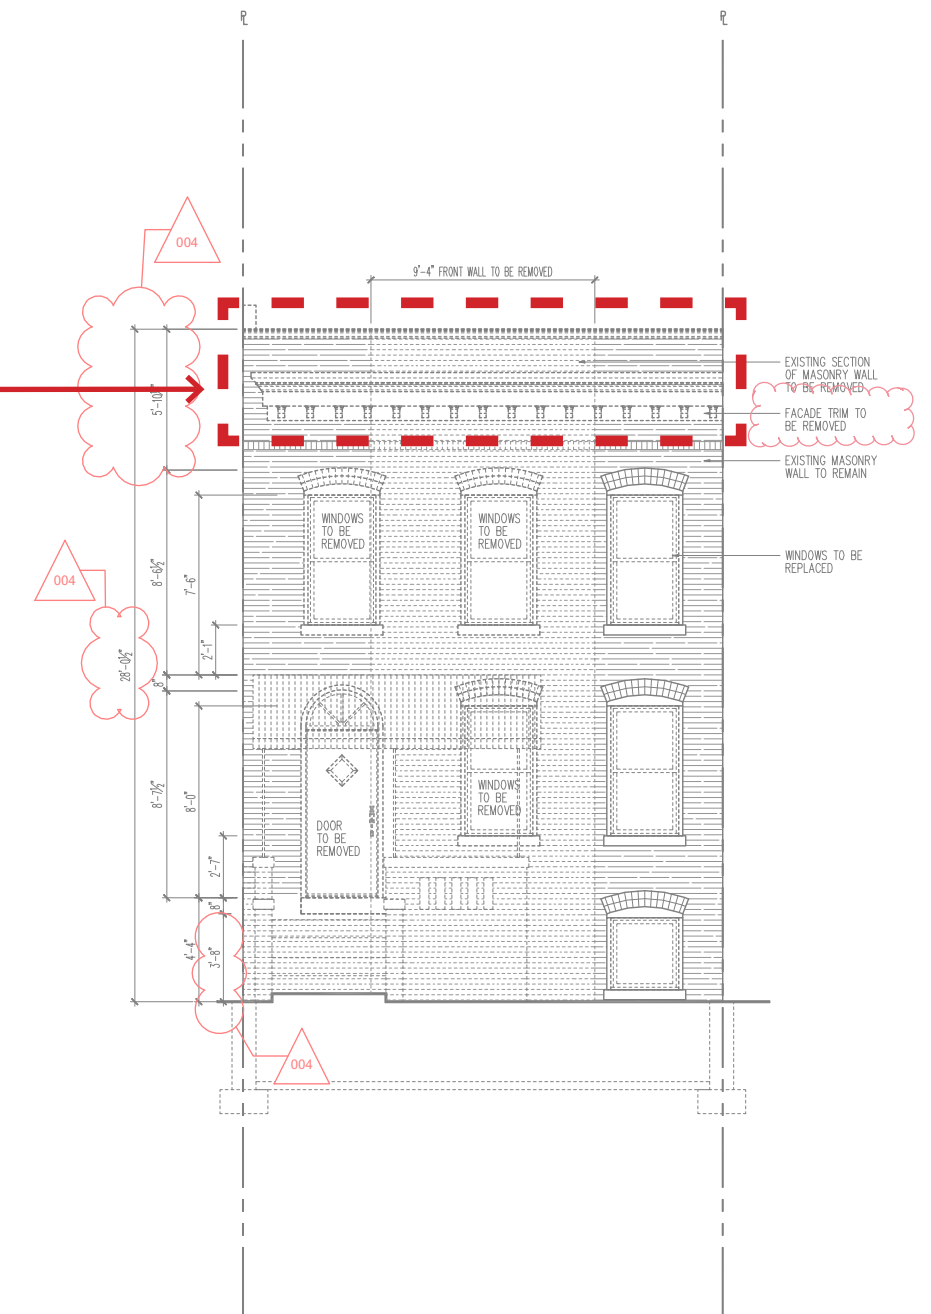 PL
PL
004
9'-4" FRONT WALL TO BE REMOVED
EXISTING SECTION
OF MASONRY WALL
TO BE REMOVED
5'-10"
FACADE TRIM TO
BE REMOVED
EXISTING MASONRY
WALL TO REMAIN
WINDOWS
TO BE
REMOVED
WINDOWS
TO BE
REMOVED
WINDOWS TO BE
REPLACED
004
8'-6½"
7'-6"
2'-1"
28'-0½"
8"
8'-7½"
8'-0"
WINDOWS
TO BE
REMOVED
DOOR
TO BE
REMOVED
2'-7"
8"
4'-4"
3'-8"
004